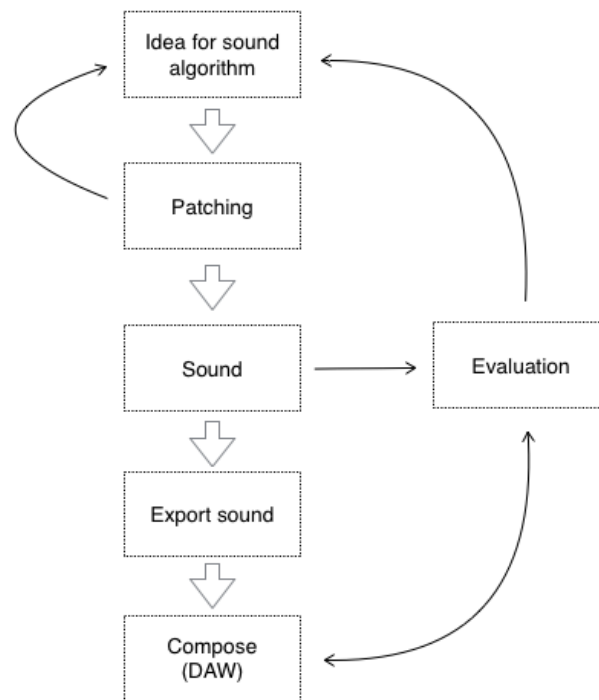 Idea for sound
algorithm
Patching
Sound
Evaluation
Export sound
Compose
(DAW)